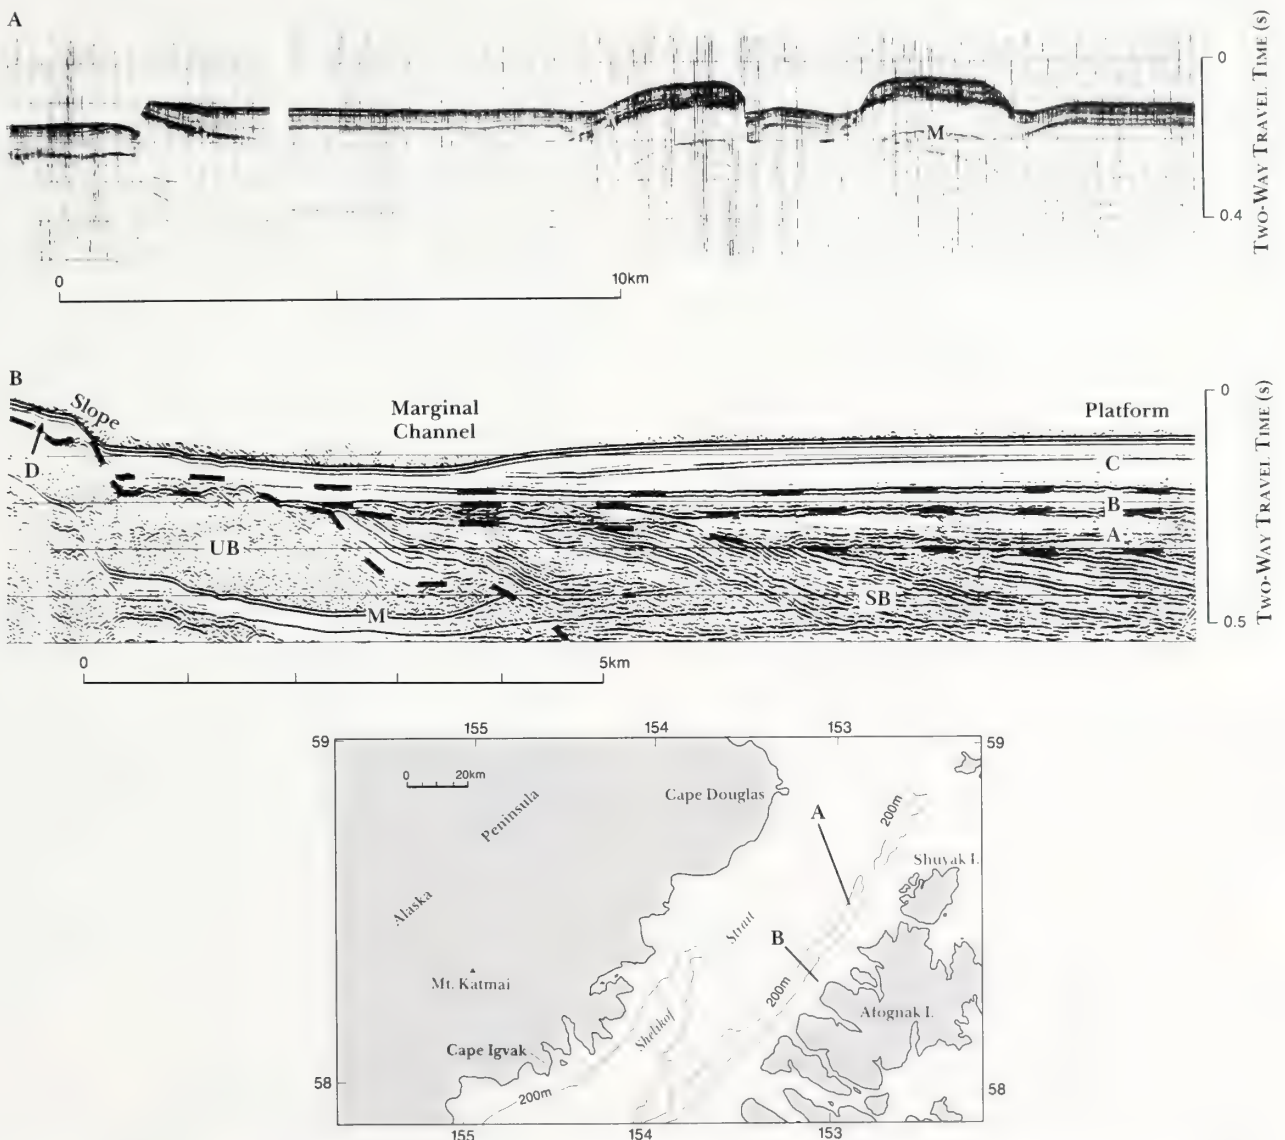 A
0
TWO-WAY TRAVEL TIME (s)
M
0.4
0
10km
B
0
Slope
Marginal
Channel
Platform
TWO-WAY TRAVEL TIME (s)
D
C
B
A
UB
SB
M
0.5
0
5km
155
154
153
59
59
0
20km
Cape Douglas
Peninsula
A
200m
Shuyak I.
Alaska
Strait
B
Mt. Katmai
200m
Afognak I.
Shelikof
Cape Igvak
58
200m
58
155
154
153